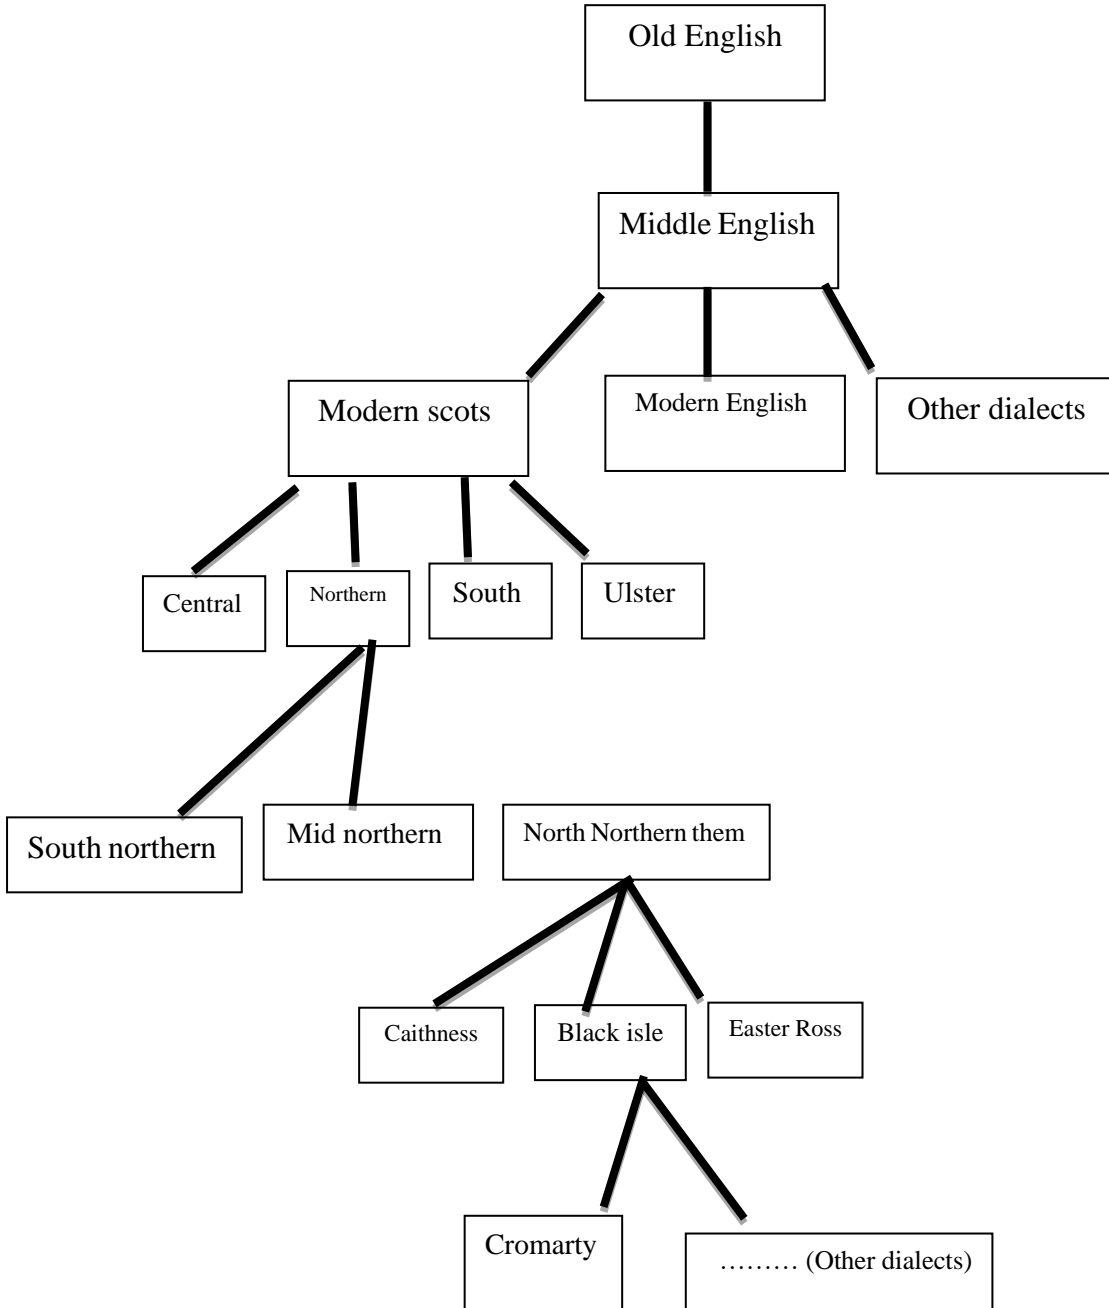 Old English
Middle English
Modern scots
Modern English
Other dialects
Central
Northern
South
Ulster
South northern
Mid northern
North Northern them
Caithness
Black isle
Easter Ross
Cromarty
……… (Other dialects)